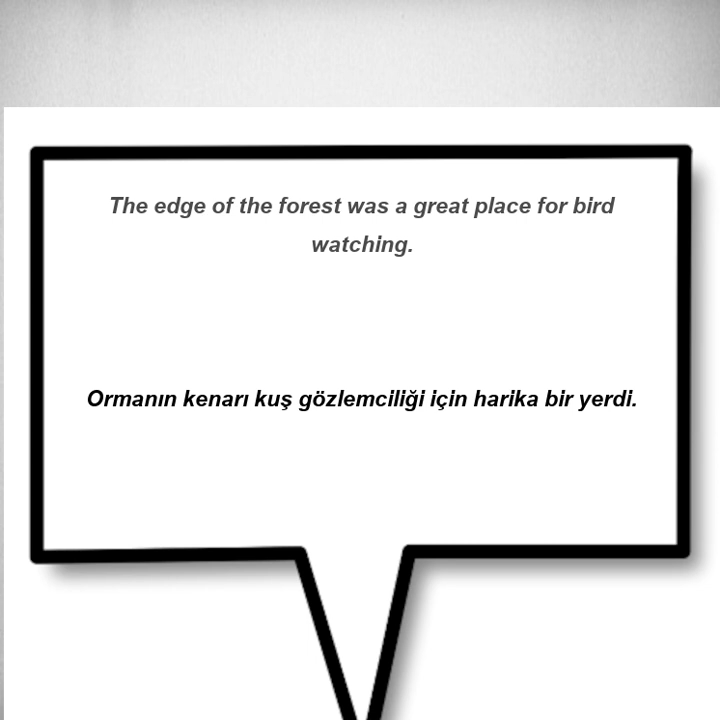 The edge of the forest was a great place for bird
watching.
Ormanın kenarı kuş gözlemciliği için harika bir yerdi.